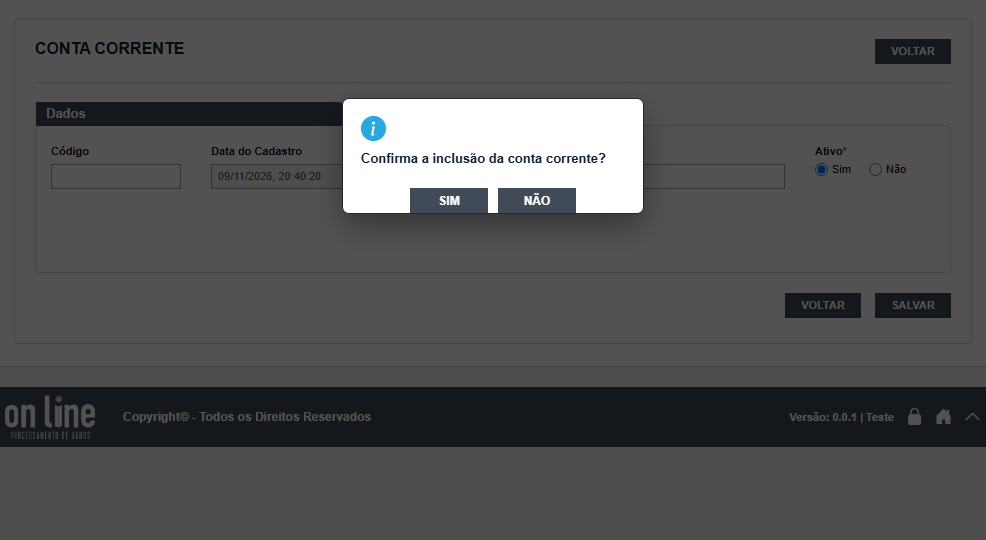 CONTA CORRENTE
VOLTAR
Dados
i
Confirma a inclusão da conta corrente?
SIM NÃO
Código Data do Cadastro Ativo*
09/11/2026, 20:40:20 Sim Não
VOLTAR SALVAR
on line
PROCESSAMENTO DE DADOS
Copyright© - Todos os Direitos Reservados
Versão: 0.0.1 | Teste